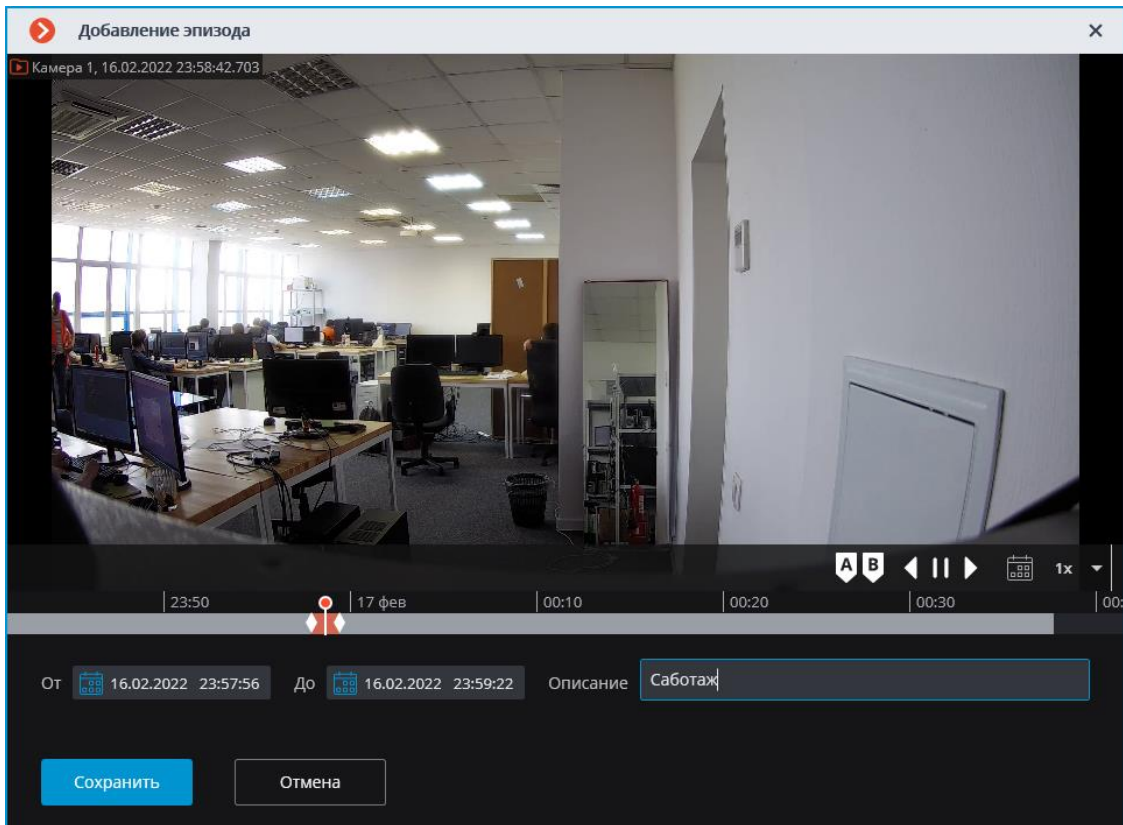 Добавление эпизода
Камера 1, 16.02.2022 23:58:42.703
A B 1x
23:50 17 фев 00:10 00:20 00:30 00:
От 16.02.2022 23:57:56 До 16.02.2022 23:59:22 Описание Саботаж
Сохранить Отмена